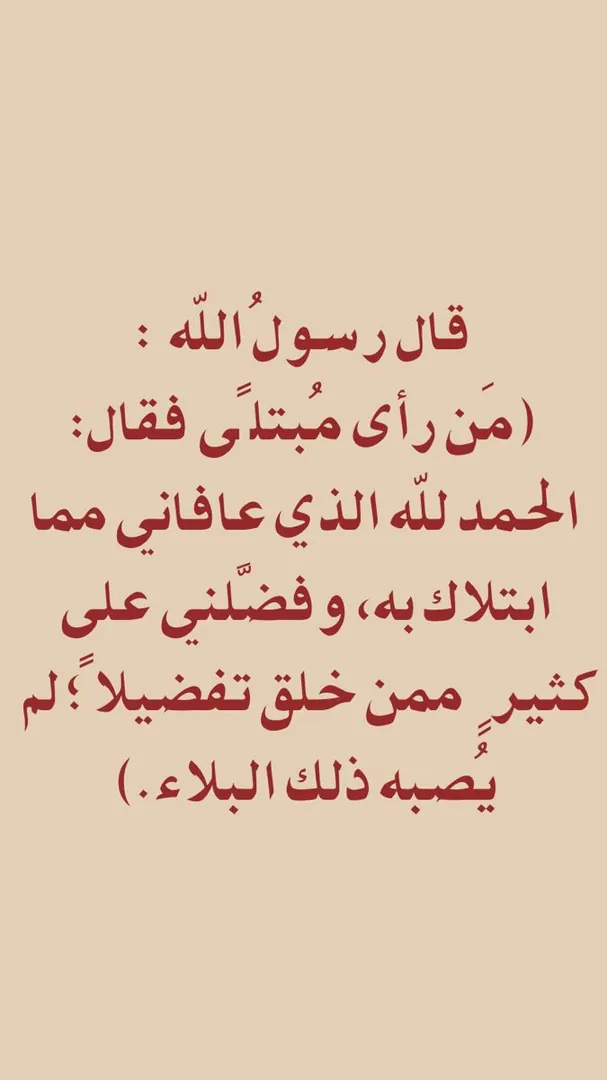 قال رسولُ اللّه :
(مَن رأى مُبتلًى فقال:
الحمد للّه الذي عافاني مما
ابتلاك به، وفضَّلني على
كثيرٍ ممن خلق تفضيلاً؛ لم
يُصبه ذلك البلاء.)